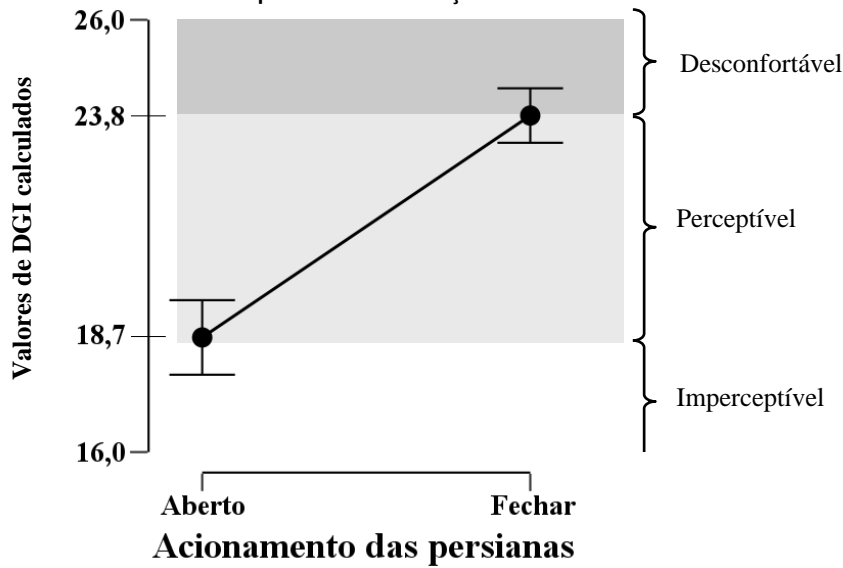 26,0
Desconfortável
23,8
Perceptível
Valores de DGI calculados
18,7
Imperceptível
16,0
Aberto Fechar
Acionamento das persianas